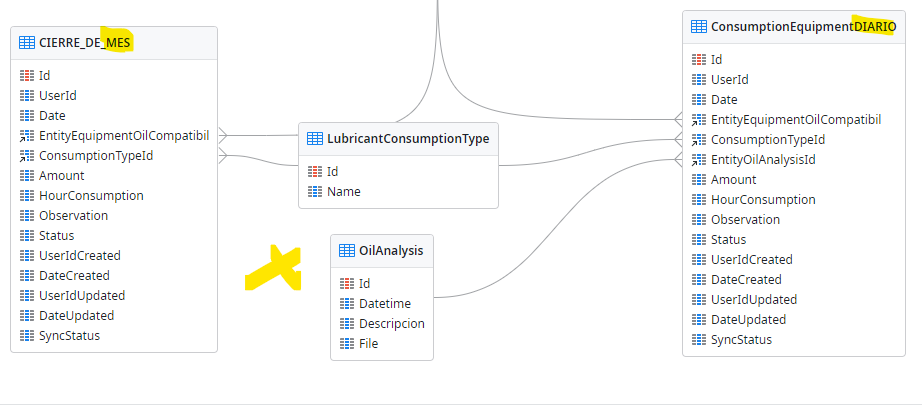 CIERRE_DE_MES
Id
UserId
Date
EntityEquipmentOilCompatibil
ConsumptionTypeId
Amount
HourConsumption
Observation
Status
UserIdCreated
DateCreated
UserIdUpdated
DateUpdated
SyncStatus
LubricantConsumptionType
Id
Name
OilAnalysis
Id
Datetime
Descripcion
File
ConsumptionEquipmentDIARIO
Id
UserId
Date
EntityEquipmentOilCompatibil
ConsumptionTypeId
EntityOilAnalysisId
Amount
HourConsumption
Observation
Status
UserIdCreated
DateCreated
UserIdUpdated
DateUpdated
SyncStatus